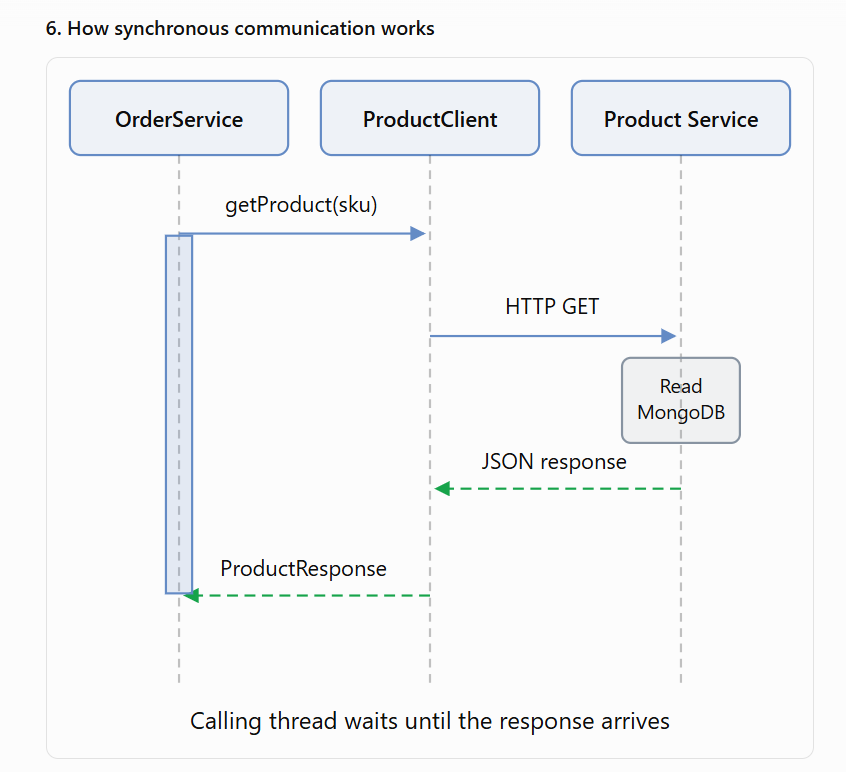 6. How synchronous communication works
OrderService
ProductClient
Product Service
getProduct(sku)
HTTP GET
Read
MongoDB
JSON response
ProductResponse
Calling thread waits until the response arrives